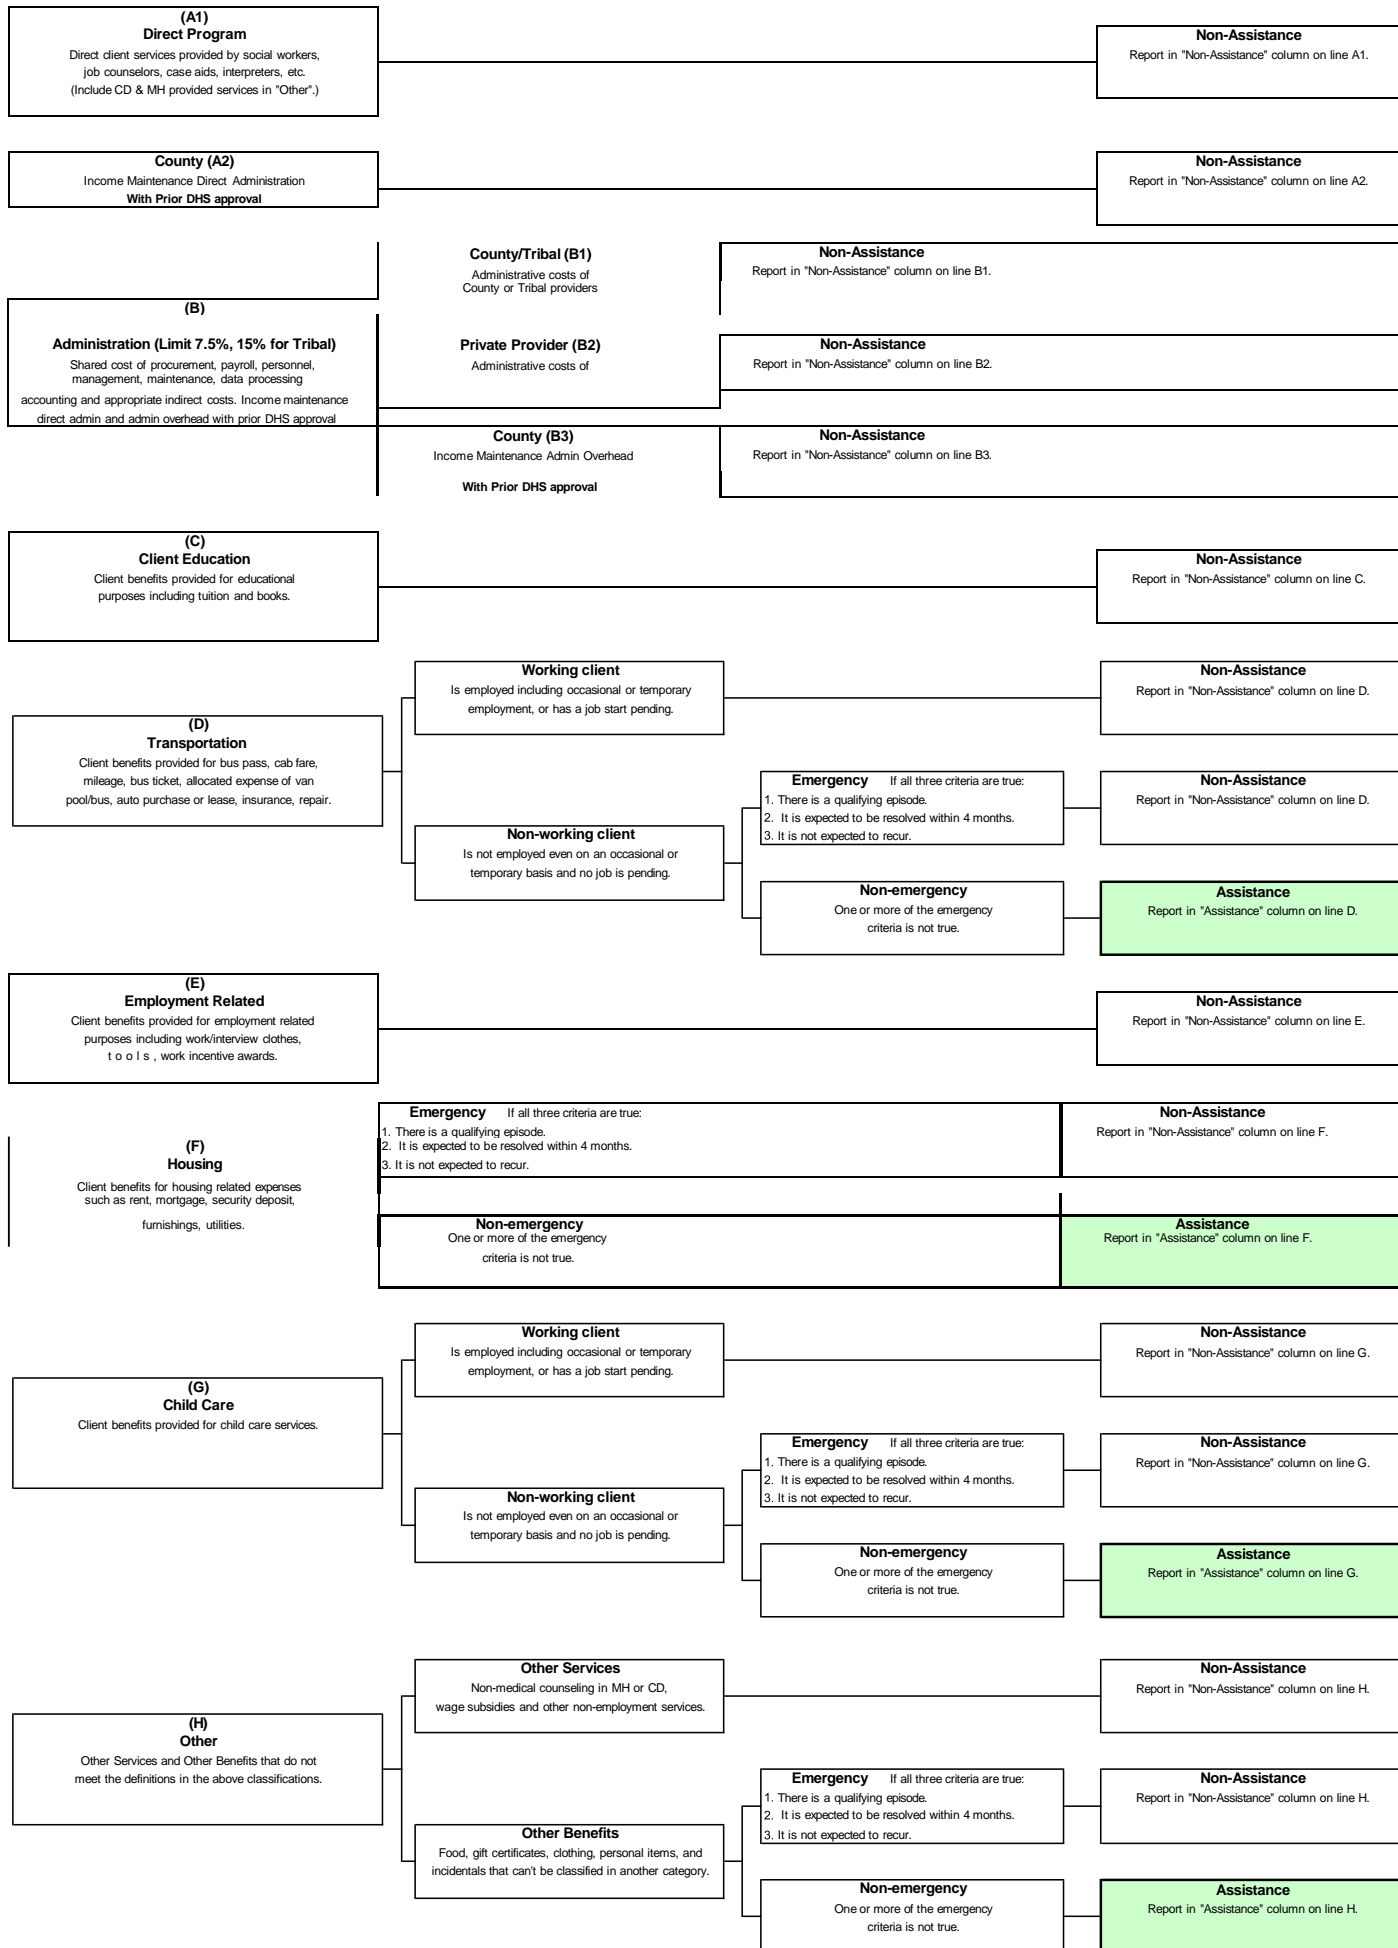 (A1)
Direct Program
Direct client services provided by social workers,
job counselors, case aids, interpreters, etc.
(Include CD & MH provided services in "Other".)
Non-Assistance
Report in "Non-Assistance" column on line A1.
County (A2)
Income Maintenance Direct Administration
With Prior DHS approval
Non-Assistance
Report in "Non-Assistance" column on line A2.
(B)
Administration (Limit 7.5%, 15% for Tribal)
Shared cost of procurement, payroll, personnel,
management, maintenance, data processing
accounting and appropriate indirect costs. Income maintenance
direct admin and admin overhead with prior DHS approval
County/Tribal (B1)
Administrative costs of
County or Tribal providers
Non-Assistance
Report in "Non-Assistance" column on line B1.
Private Provider (B2)
Administrative costs of
Non-Assistance
Report in "Non-Assistance" column on line B2.
County (B3)
Income Maintenance Admin Overhead
With Prior DHS approval
Non-Assistance
Report in "Non-Assistance" column on line B3.
(C)
Client Education
Client benefits provided for educational
purposes including tuition and books.
Non-Assistance
Report in "Non-Assistance" column on line C.
(D)
Transportation
Client benefits provided for bus pass, cab fare,
mileage, bus ticket, allocated expense of van
pool/bus, auto purchase or lease, insurance, repair.
Working client
Is employed including occasional or temporary
employment, or has a job start pending.
Non-Assistance
Report in "Non-Assistance" column on line D.
Non-working client
Is not employed even on an occasional or
temporary basis and no job is pending.
Emergency If all three criteria are true:
1. There is a qualifying episode.
2. It is expected to be resolved within 4 months.
3. It is not expected to recur.
Non-Assistance
Report in "Non-Assistance" column on line D.
Non-emergency
One or more of the emergency
criteria is not true.
Assistance
Report in "Assistance" column on line D.
(E)
Employment Related
Client benefits provided for employment related
purposes including work/interview clothes,
t o o l s , work incentive awards.
Non-Assistance
Report in "Non-Assistance" column on line E.
(F)
Housing
Client benefits for housing related expenses
such as rent, mortgage, security deposit,
furnishings, utilities.
Emergency If all three criteria are true:
1. There is a qualifying episode.
2. It is expected to be resolved within 4 months.
3. It is not expected to recur.
Non-Assistance
Report in "Non-Assistance" column on line F.
Non-emergency
One or more of the emergency
criteria is not true.
Assistance
Report in "Assistance" column on line F.
(G)
Child Care
Client benefits provided for child care services.
Working client
Is employed including occasional or temporary
employment, or has a job start pending.
Non-Assistance
Report in "Non-Assistance" column on line G.
Non-working client
Is not employed even on an occasional or
temporary basis and no job is pending.
Emergency If all three criteria are true:
1. There is a qualifying episode.
2. It is expected to be resolved within 4 months.
3. It is not expected to recur.
Non-Assistance
Report in "Non-Assistance" column on line G.
Non-emergency
One or more of the emergency
criteria is not true.
Assistance
Report in "Assistance" column on line G.
(H)
Other
Other Services and Other Benefits that do not
meet the definitions in the above classifications.
Other Services
Non-medical counseling in MH or CD,
wage subsidies and other non-employment services.
Non-Assistance
Report in "Non-Assistance" column on line H.
Other Benefits
Food, gift certificates, clothing, personal items, and
incidentals that can't be classified in another category.
Emergency If all three criteria are true:
1. There is a qualifying episode.
2. It is expected to be resolved within 4 months.
3. It is not expected to recur.
Non-Assistance
Report in "Non-Assistance" column on line H.
Non-emergency
One or more of the emergency
criteria is not true.
Assistance
Report in "Assistance" column on line H.